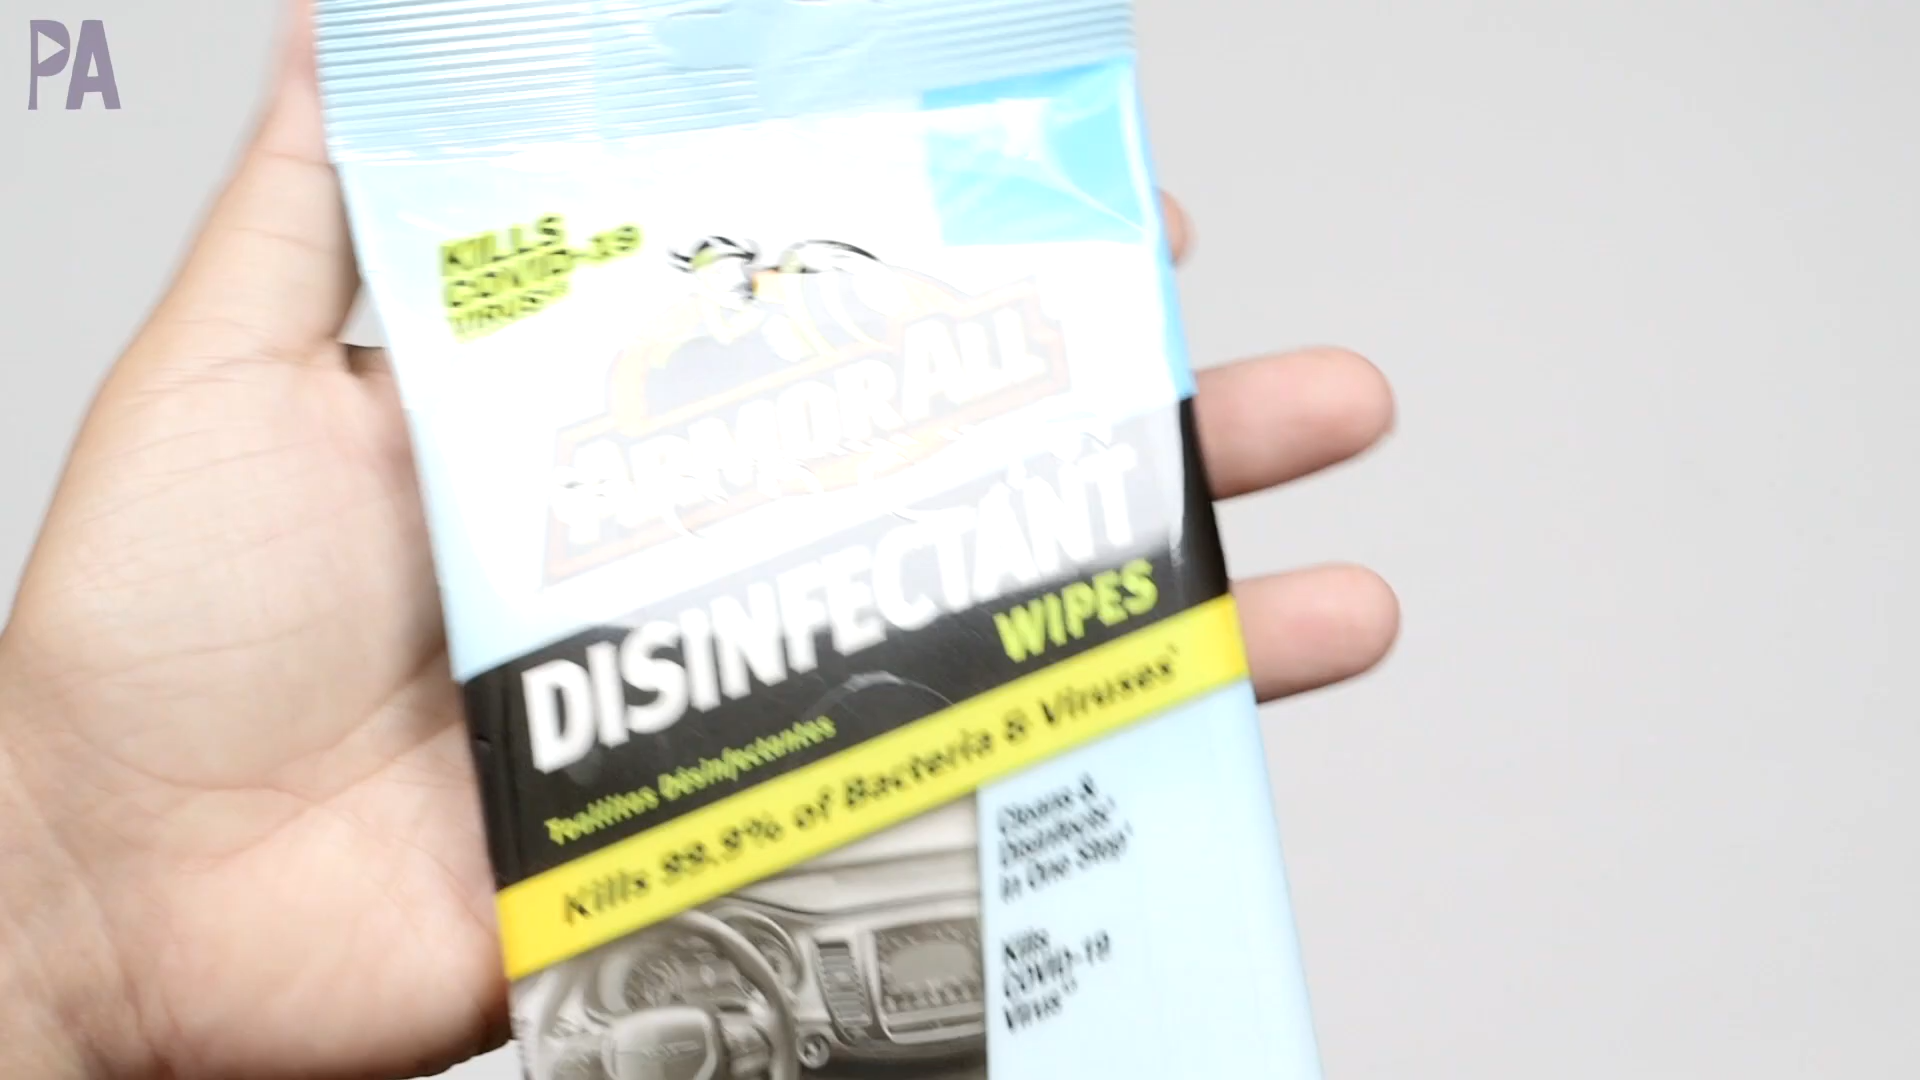 PA
KILLS
COVID-19
VIRUS
ARMOR ALL
DISINFECTANT
WIPES
Toallitas Desinfectantes
Kills 99.9% of Bacteria & Viruses
Cleans &
Disinfects
In One Step
Kills
COVID-19
Virus